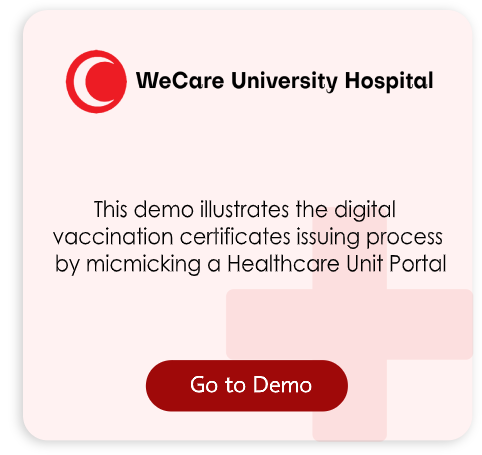 WeCare University Hospital
This demo illustrates the digital
vaccination certificates issuing process
by micmicking a Healthcare Unit Portal
Go to Demo